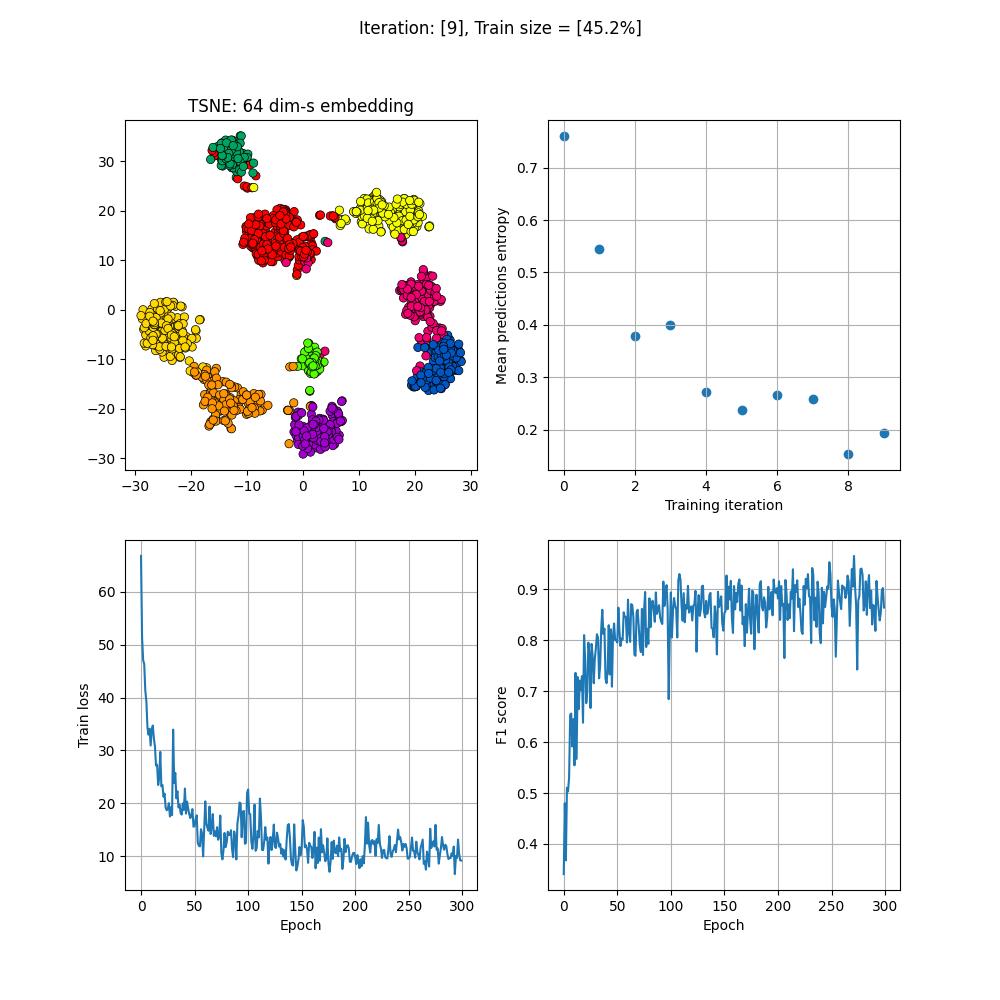 Iteration: [9], Train size = [45.2%]
TSNE: 64 dim-s embedding
30
20
10
0
−10
−20
−30
−30 −20 −10 0 10 20 30
Mean predictions entropy
0.7
0.6
0.5
0.4
0.3
0.2
0 2 4 6 8
Training iteration
Train loss
60
50
40
30
20
10
0 50 100 150 200 250 300
Epoch
F1 score
0.9
0.8
0.7
0.6
0.5
0.4
0 50 100 150 200 250 300
Epoch